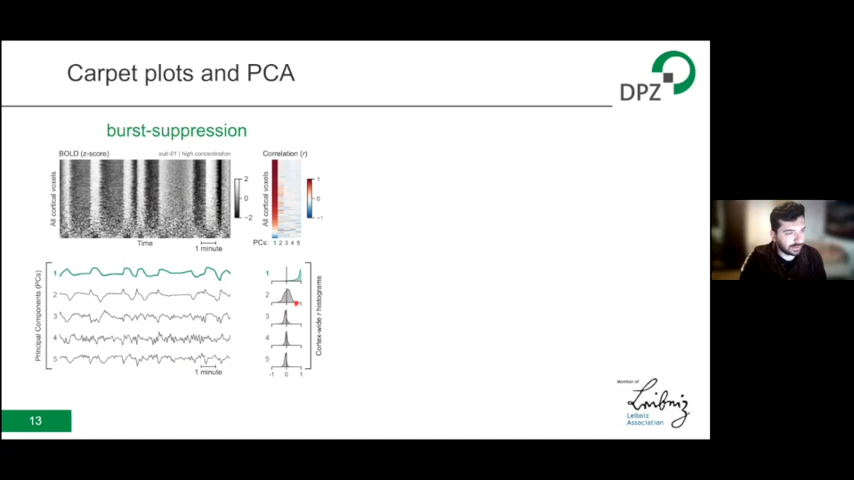 Carpet plots and PCA
DPZ
burst-suppression
BOLD (z-score)
sub-01 | high concentration
Correlation (r)
All cortical voxels
2
0
−2
Time
1 minute
All cortical voxels
1
0
−1
PCs: 1 2 3 4 5
Principal Components (PCs)
1
2
3
4
5
1 minute
1
2
3
4
5
-1 0 1
Cortex-wide r histograms
Member of
Leibniz
Leibniz
Association
13